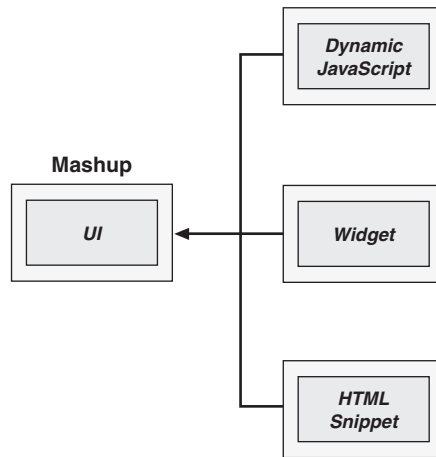 Dynamic
JavaScript
Mashup
UI
Widget
HTML
Snippet